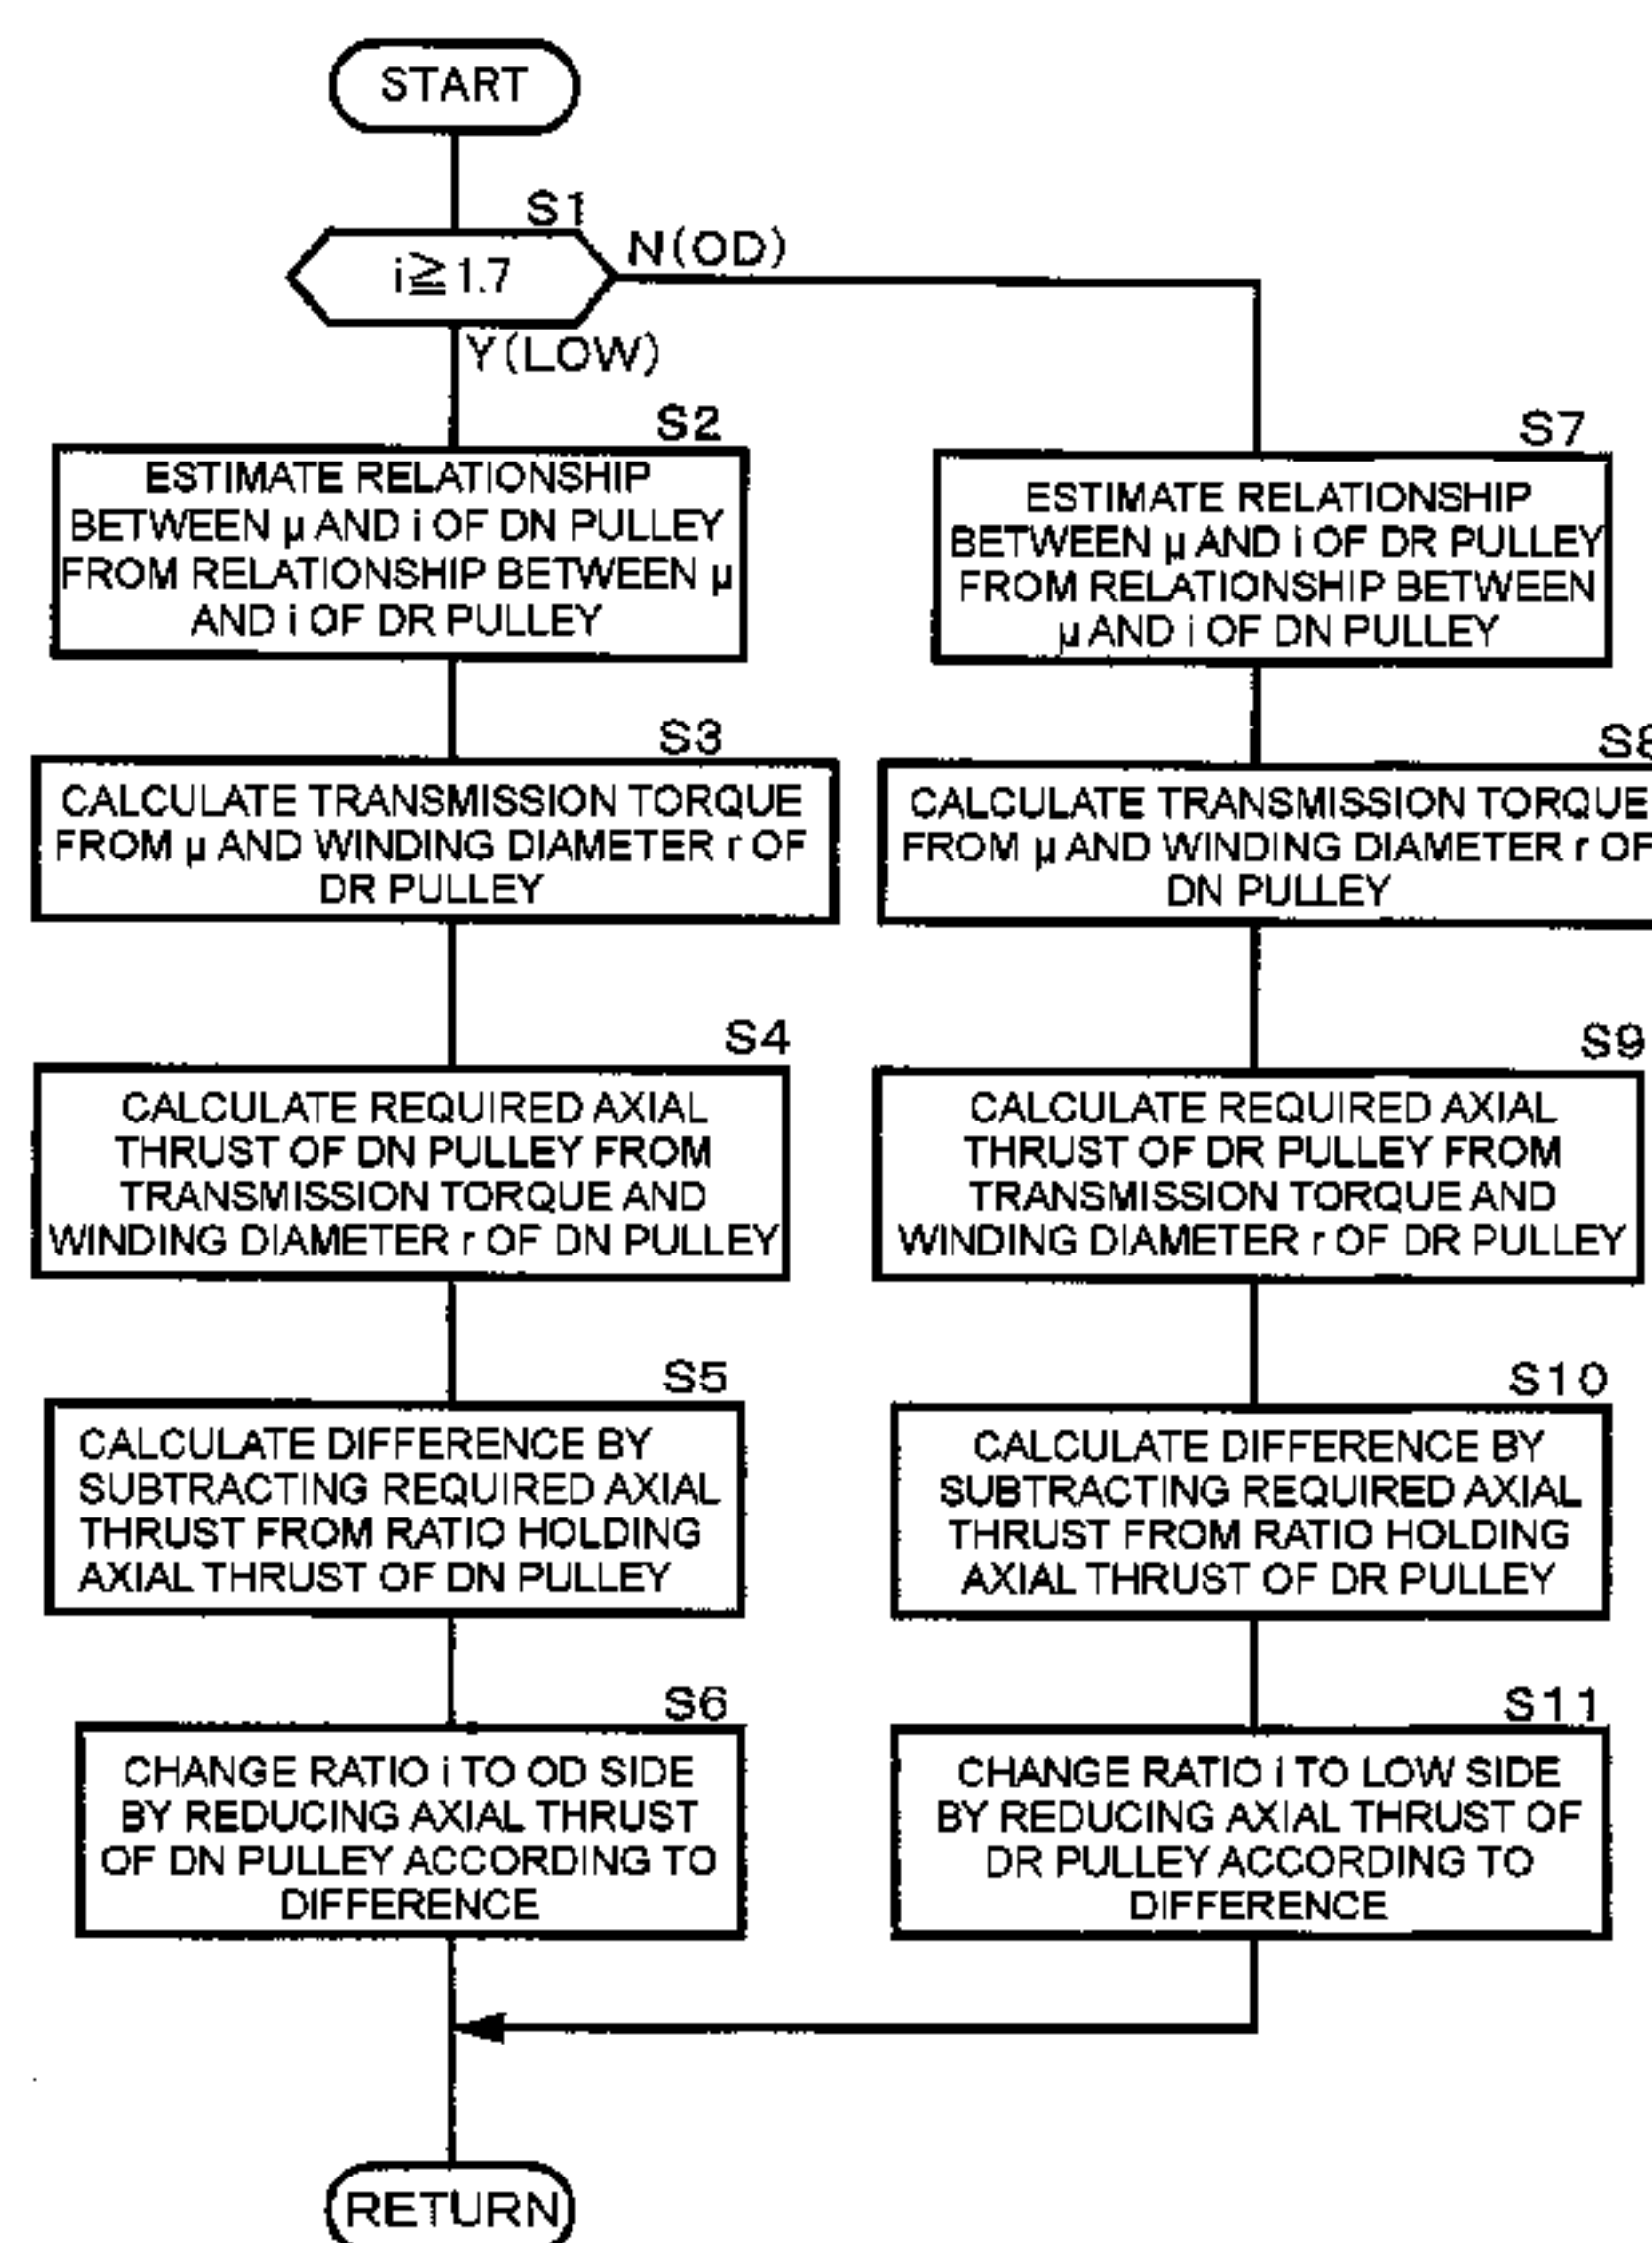 START
S1
i≧1.7
N(OD)
Y(LOW)
S2
ESTIMATE RELATIONSHIP
BETWEEN μ AND i OF DN PULLEY
FROM RELATIONSHIP BETWEEN μ
AND i OF DR PULLEY
S3
CALCULATE TRANSMISSION TORQUE
FROM μ AND WINDING DIAMETER r OF
DR PULLEY
S4
CALCULATE REQUIRED AXIAL
THRUST OF DN PULLEY FROM
TRANSMISSION TORQUE AND
WINDING DIAMETER r OF DN PULLEY
S5
CALCULATE DIFFERENCE BY
SUBTRACTING REQUIRED AXIAL
THRUST FROM RATIO HOLDING
AXIAL THRUST OF DN PULLEY
S6
CHANGE RATIO i TO OD SIDE
BY REDUCING AXIAL THRUST
OF DN PULLEY ACCORDING TO
DIFFERENCE
S7
ESTIMATE RELATIONSHIP
BETWEEN μ AND i OF DR PULLEY
FROM RELATIONSHIP BETWEEN
μ AND i OF DN PULLEY
S8
CALCULATE TRANSMISSION TORQUE
FROM μ AND WINDING DIAMETER r OF
DN PULLEY
S9
CALCULATE REQUIRED AXIAL
THRUST OF DR PULLEY FROM
TRANSMISSION TORQUE AND
WINDING DIAMETER r OF DR PULLEY
S10
CALCULATE DIFFERENCE BY
SUBTRACTING REQUIRED AXIAL
THRUST FROM RATIO HOLDING
AXIAL THRUST OF DR PULLEY
S11
CHANGE RATIO i TO LOW SIDE
BY REDUCING AXIAL THRUST OF
DR PULLEY ACCORDING TO
DIFFERENCE
RETURN